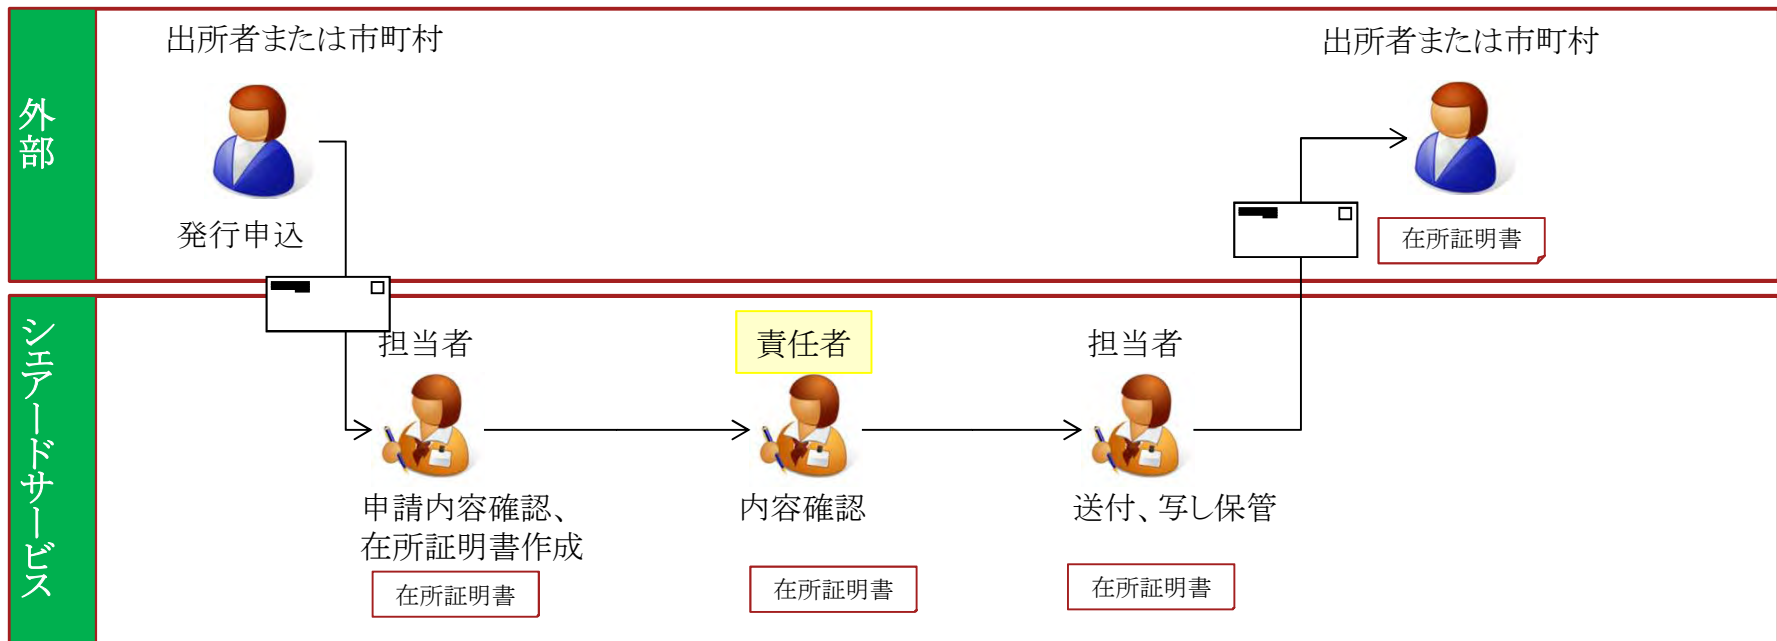 外部
出所者または市町村
出所者または市町村
発行申込
在所証明書
シェアードサービス
担当者
責任者
担当者
申請内容確認、
在所証明書作成
内容確認
送付、写し保管
在所証明書
在所証明書
在所証明書